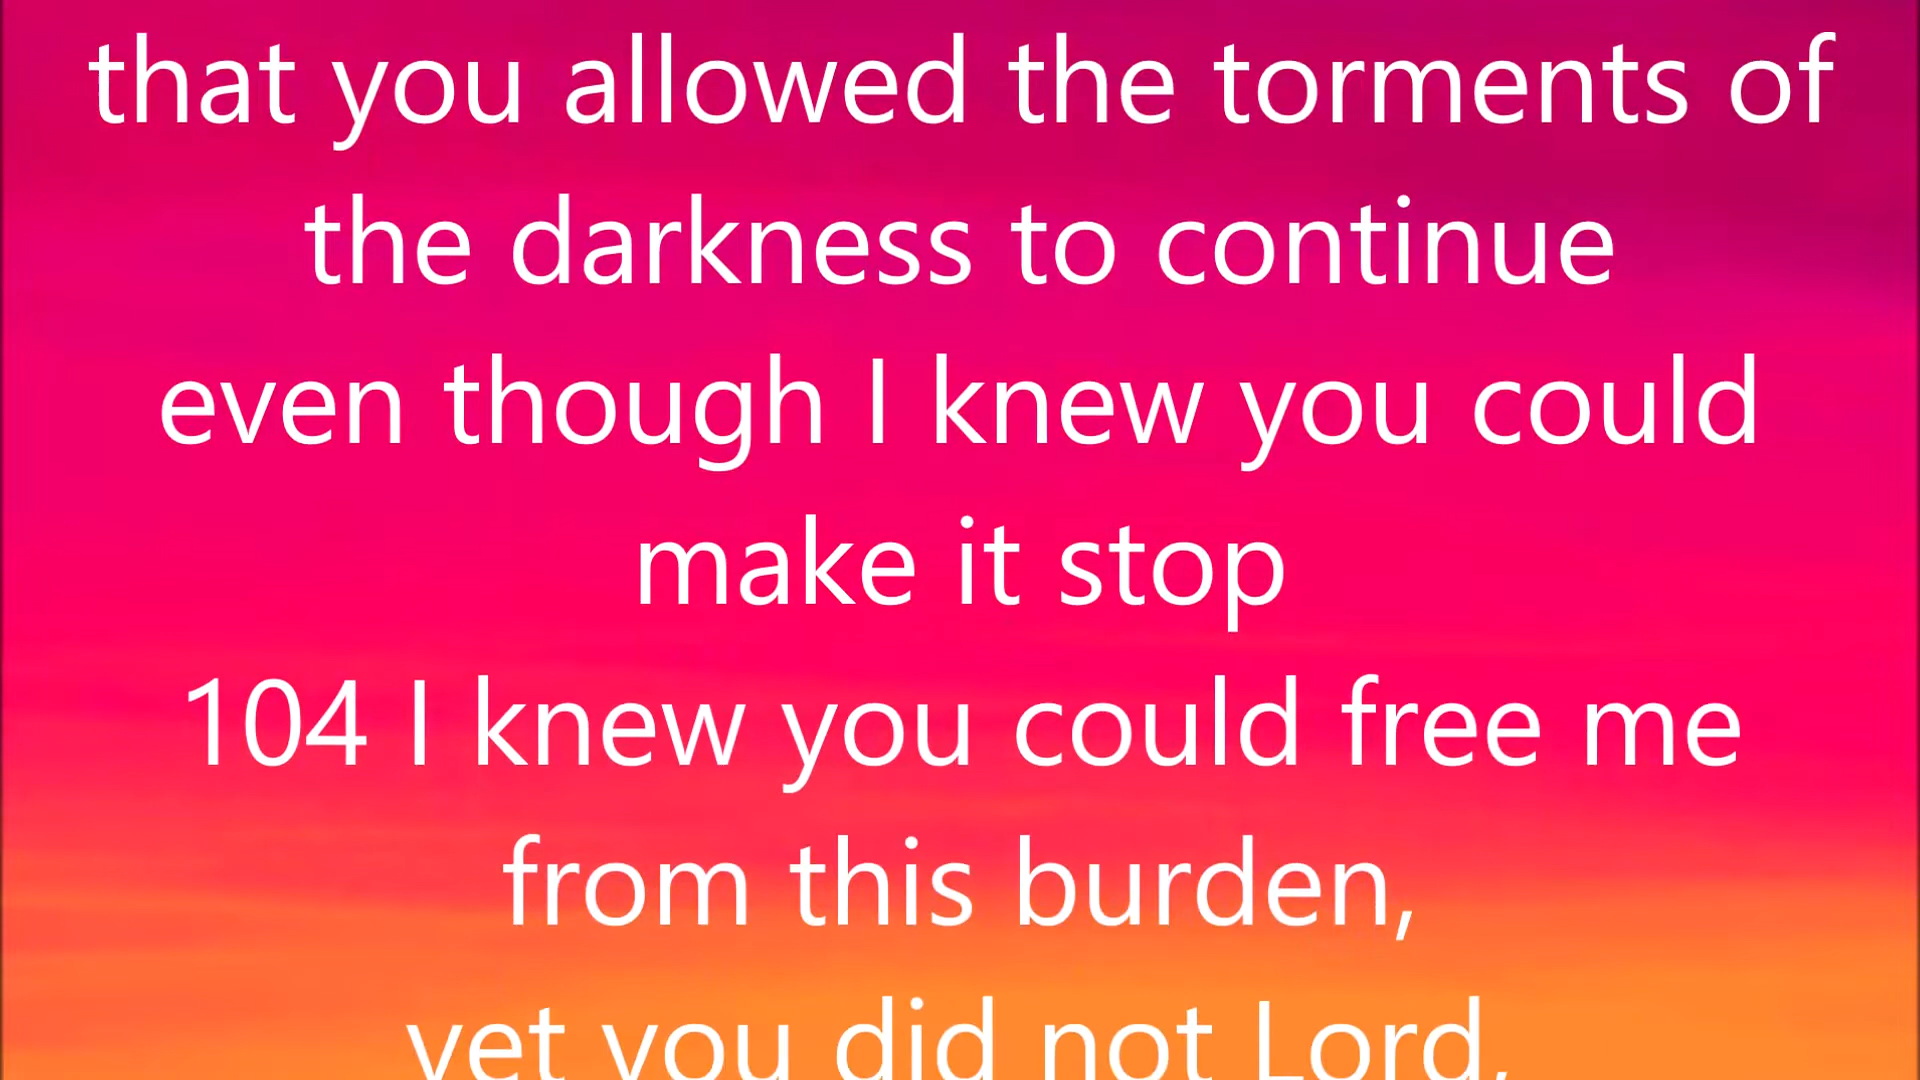 that you allowed the torments of
the darkness to continue
even though I knew you could
make it stop
104 I knew you could free me
from this burden,
yet you did not Lord,